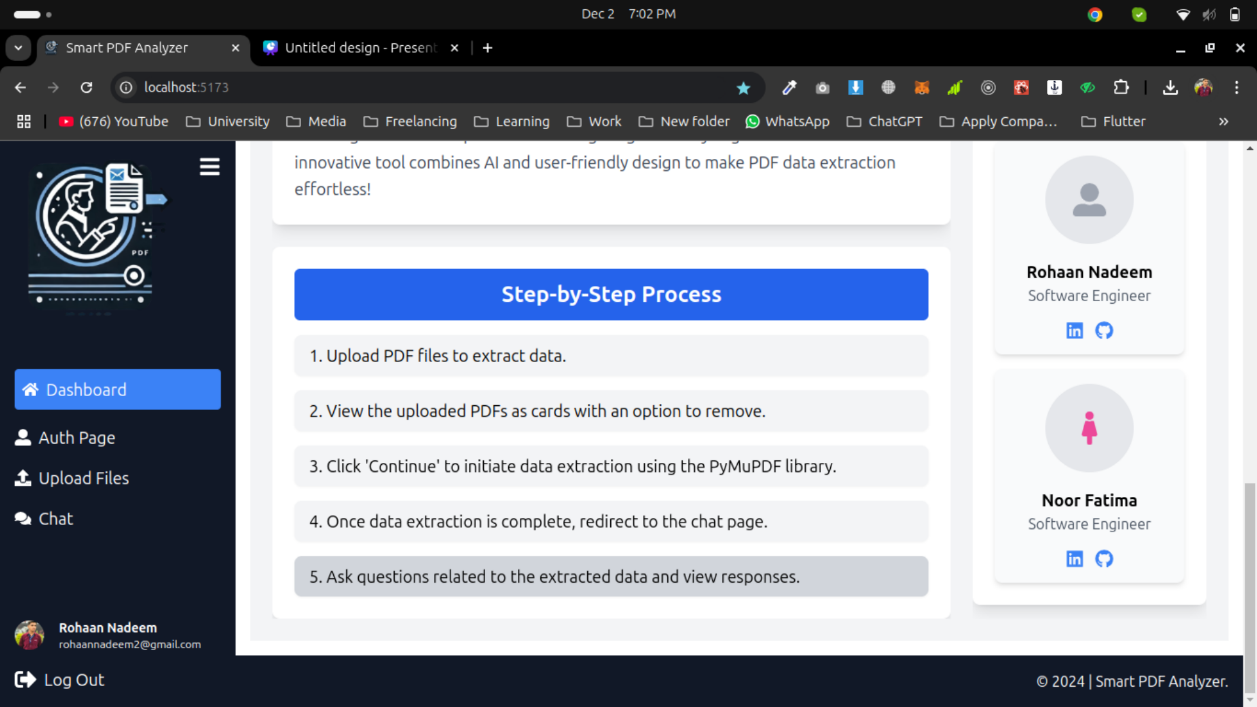 Dec 2 7:02 PM
Smart PDF Analyzer
Untitled design - Present
localhost:5173
(676) YouTube
University
Media
Freelancing
Learning
Work
New folder
WhatsApp
ChatGPT
Apply Compa…
Flutter
PDF
Dashboard
Auth Page
Upload Files
Chat
Rohaan Nadeem
rohaannadeem2@gmail.com
Log Out
innovative tool combines AI and user-friendly design to make PDF data extraction
effortless!
Step-by-Step Process
1. Upload PDF files to extract data.
2. View the uploaded PDFs as cards with an option to remove.
3. Click 'Continue' to initiate data extraction using the PyMuPDF library.
4. Once data extraction is complete, redirect to the chat page.
5. Ask questions related to the extracted data and view responses.
Rohaan Nadeem
Software Engineer
Noor Fatima
Software Engineer
© 2024 | Smart PDF Analyzer.